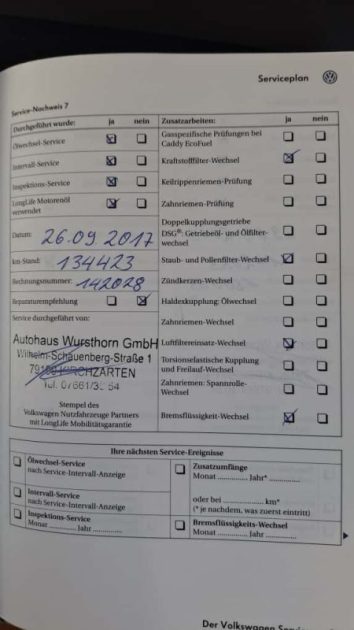 Serviceplan
Service-Nachweis 7
Durchgeführt wurde: ja nein
Ölwechsel-Service
Intervall-Service
Inspektions-Service
LongLife Motorenöl
verwendet
Datum: 26.09.2017
km-Stand: 134423
Rechnungsnummer: 142028
Reparaturempfehlung
Service durchgeführt von:
Autohaus Wursthorn GmbH
Wilhelm-Schauenberg-Straße 1
79199 KIRCHZARTEN
Tel. 07661/
Stempel des
Volkswagen Nutzfahrzeuge Partners
mit LongLife Mobilitätsgarantie
Zusatzarbeiten: ja nein
Gasspezifische Prüfungen bei
Caddy EcoFuel
Kraftstofffilter-Wechsel
Keilrippenriemen-Prüfung
Zahnriemen-Prüfung
Doppelkupplungsgetriebe
DSG®: Getriebeöl- und Ölfilter-
wechsel
Staub- und Pollenfilter-Wechsel
Zündkerzen-Wechsel
Haldexkupplung: Ölwechsel
Zahnriemen-Wechsel
Luftfiltereinsatz-Wechsel
Torsionselastische Kupplung
und Freilauf-Wechsel
Zahnriemen: Spannrolle-
Wechsel
Bremsflüssigkeit-Wechsel
Ihre nächsten Service-Ereignisse
Ölwechsel-Service
nach Service-Intervall-Anzeige
Intervall-Service
nach Service-Intervall-Anzeige
Inspektion-Service
Monat ............ Jahr ............
Zusatzumfänge
Monat ............ Jahr* ............
oder bei ............ km*
(* je nachdem, was zuerst eintritt)
Bremsflüssigkeits-Wechsel
Monat ............ Jahr ............
Der Volkswagen